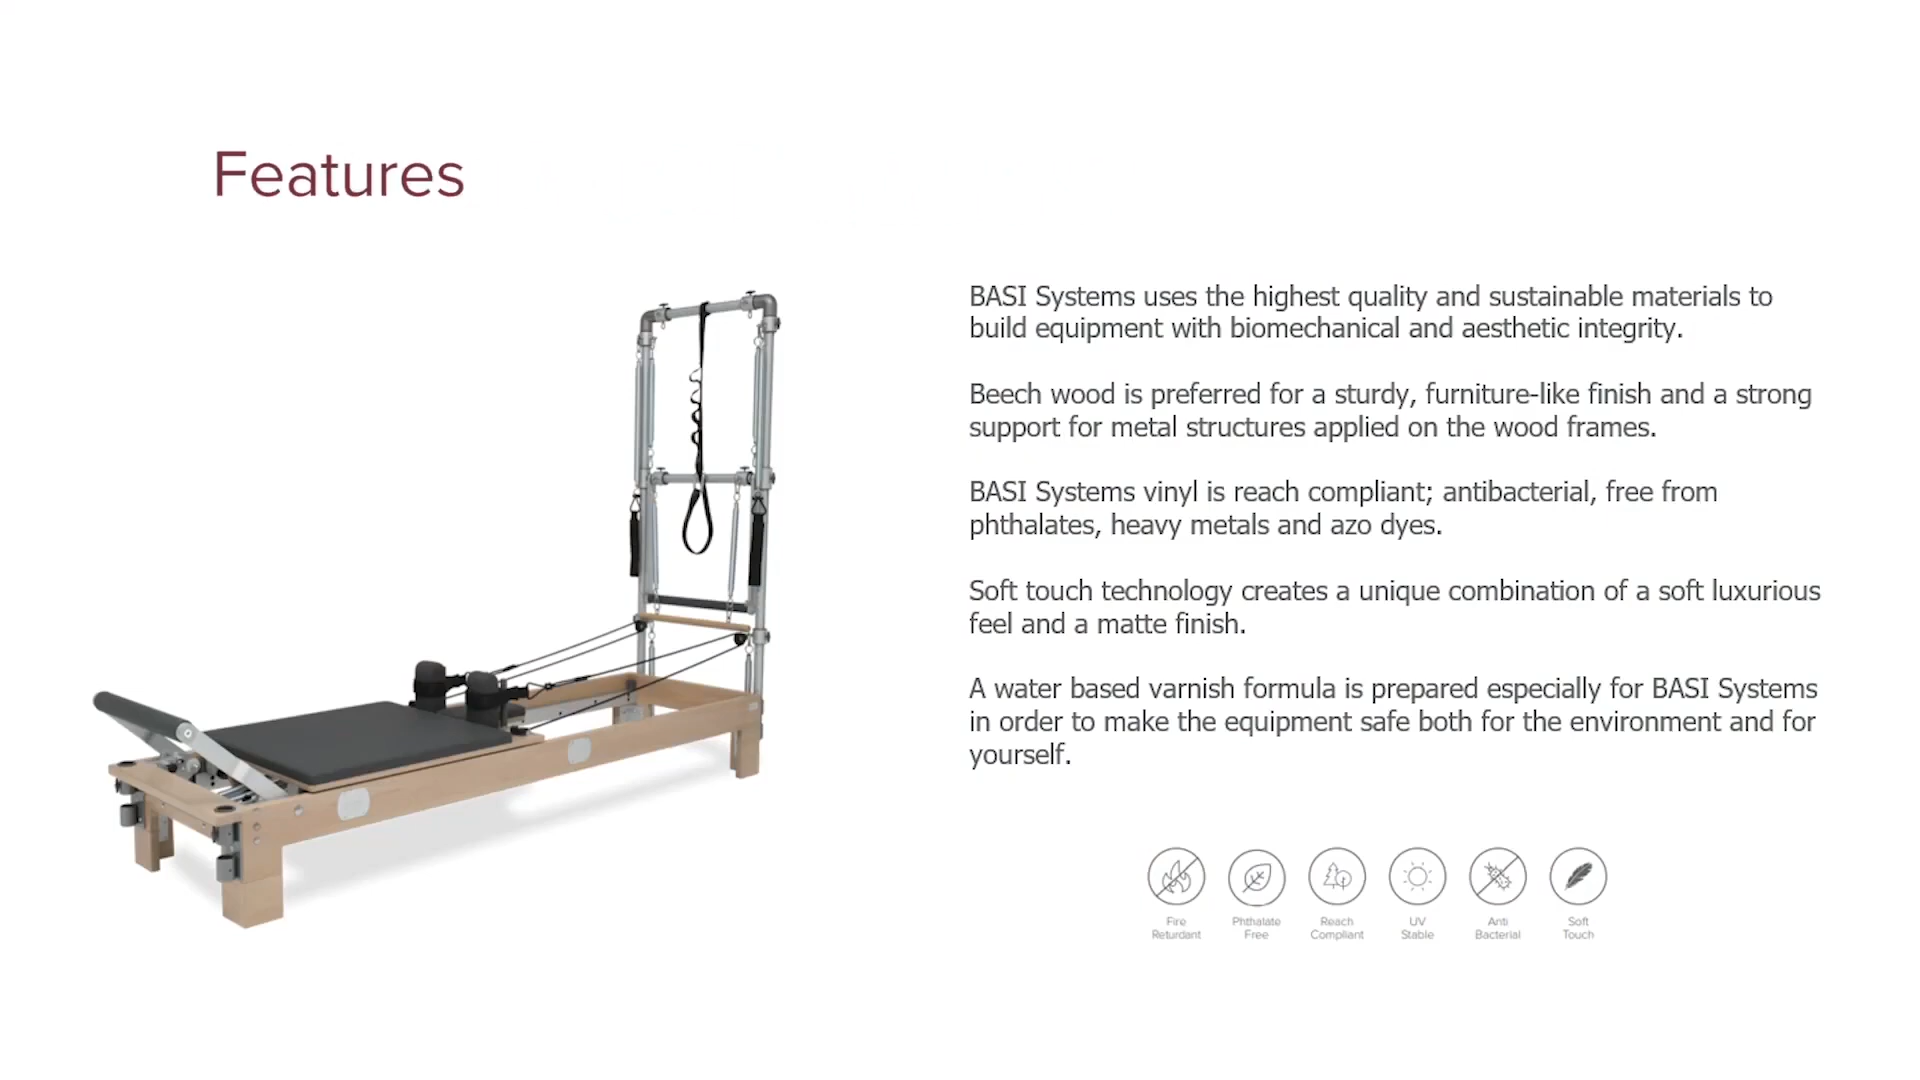 Features
BASI Systems uses the highest quality and sustainable materials to
build equipment with biomechanical and aesthetic integrity.
Beech wood is preferred for a sturdy, furniture-like finish and a strong
support for metal structures applied on the wood frames.
BASI Systems vinyl is reach compliant; antibacterial, free from
phthalates, heavy metals and azo dyes.
Soft touch technology creates a unique combination of a soft luxurious
feel and a matte finish.
A water based varnish formula is prepared especially for BASI Systems
in order to make the equipment safe both for the environment and for
yourself.
Fire
Returdant
Phthalate
Free
Reach
Compliant
UV
Stable
Anti
Bacterial
Soft
Touch